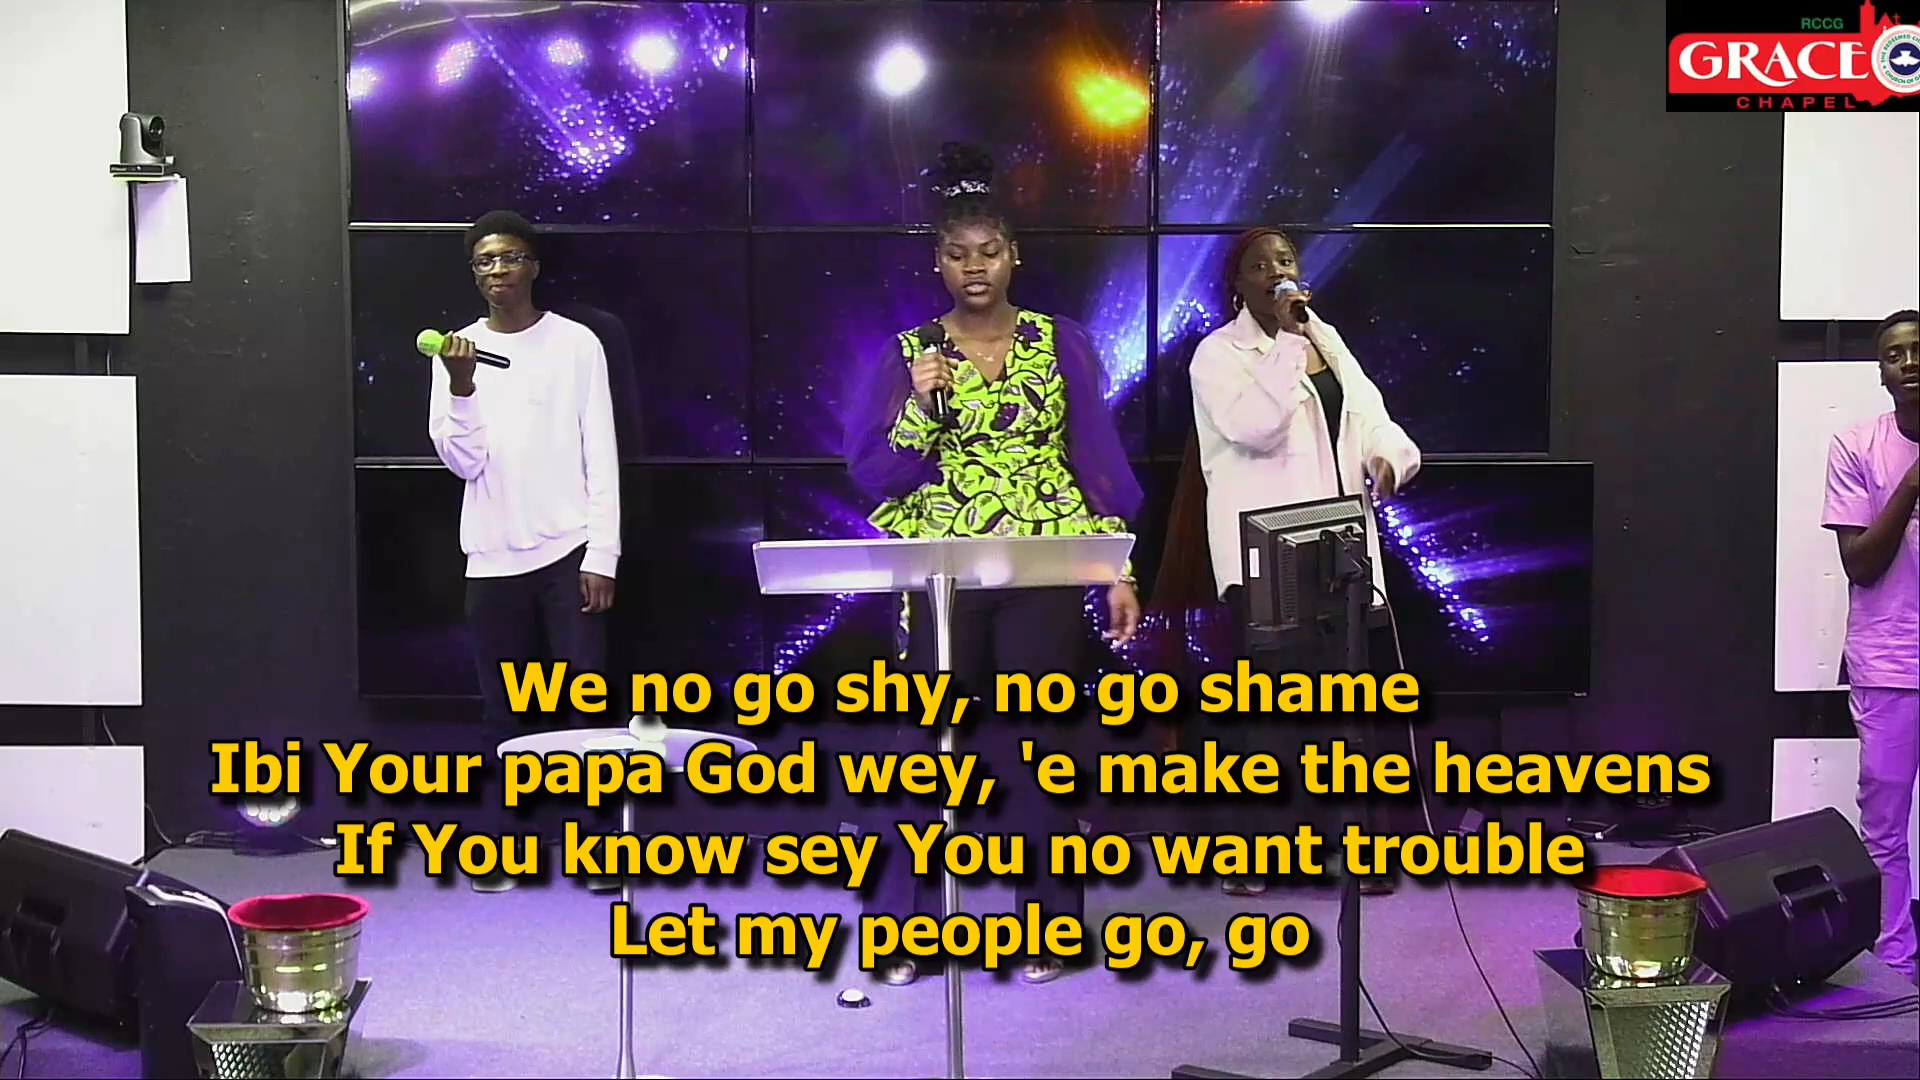 RCCG
GRACE
CHAPEL
We no go shy, no go shame
Ibi Your papa God wey, 'e make the heavens
If You know sey You no want trouble
Let my people go, go